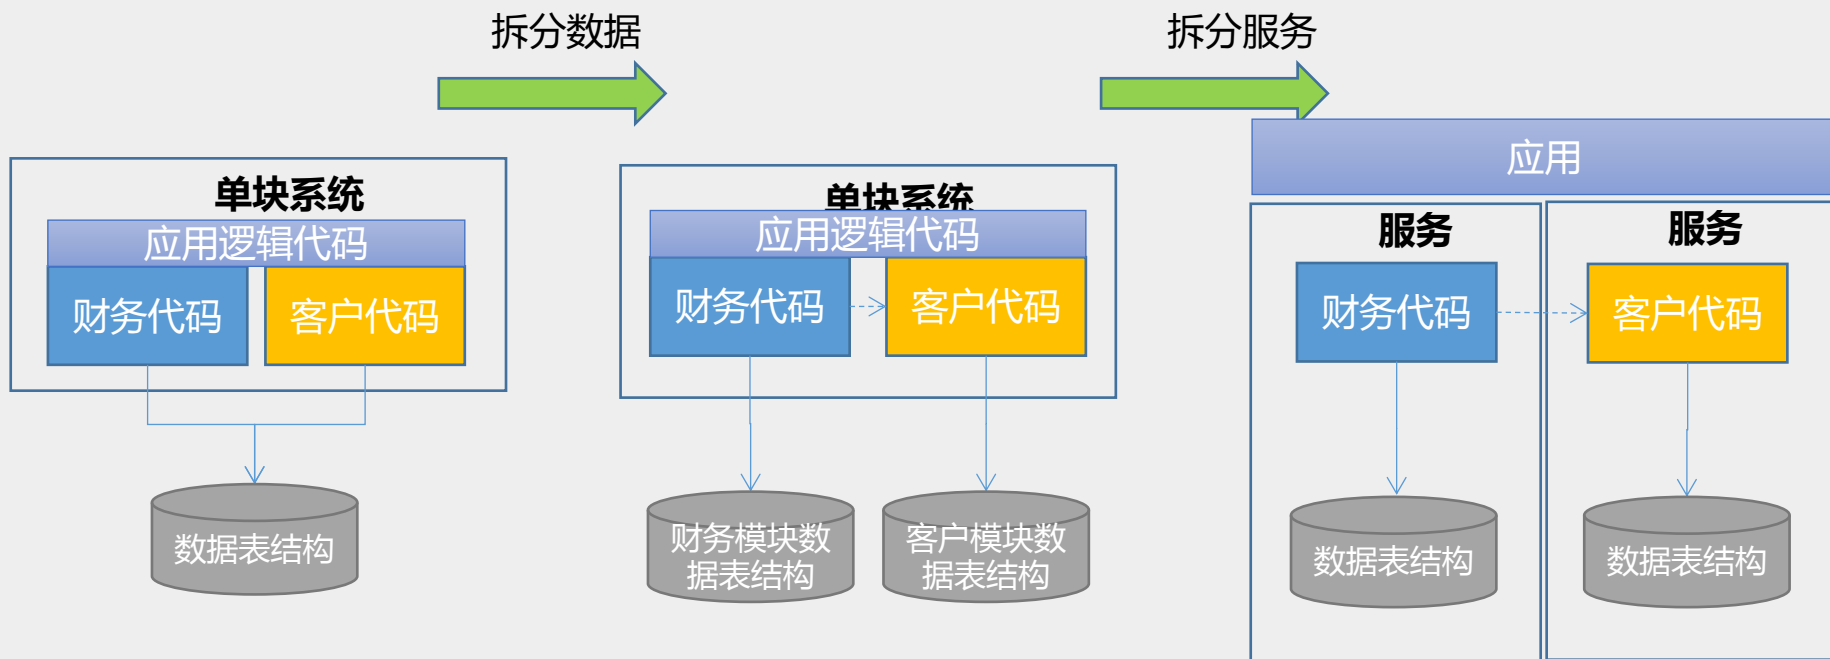 拆分数据
拆分服务
单块系统
应用逻辑代码
财务代码
客户代码
数据表结构
单块系统
应用逻辑代码
财务代码
客户代码
财务模块数
据表结构
客户模块数
据表结构
应用
服务
财务代码
数据表结构
服务
客户代码
数据表结构